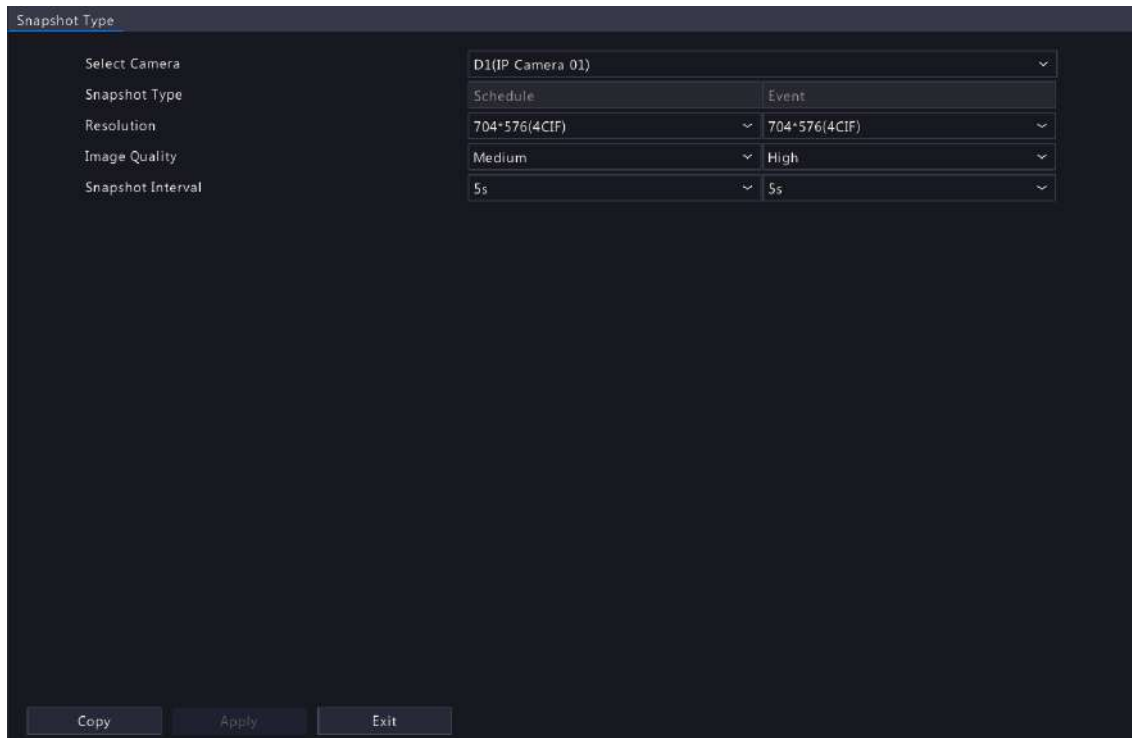 Snapshot Type
Select Camera D1(IP Camera 01)
Snapshot Type Schedule Event
Resolution 704*576(4CIF) 704*576(4CIF)
Image Quality Medium High
Snapshot Interval 5s 5s
Copy Apply Exit